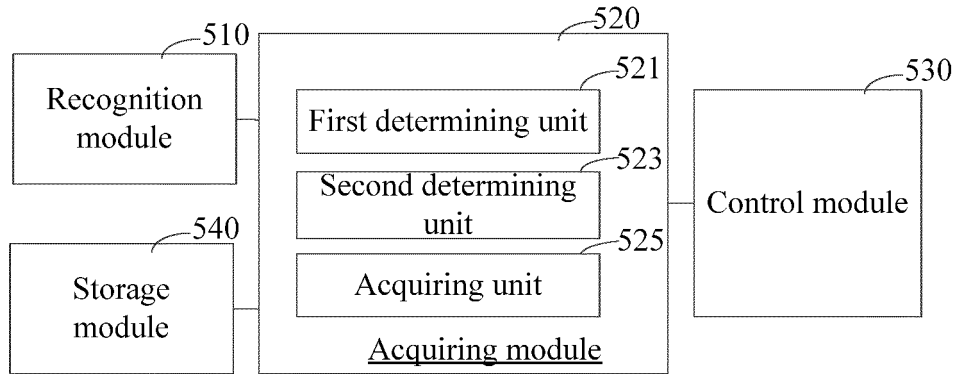 510
Recognition
module
540
Storage
module
520
521
First determining unit
523
Second determining
unit
525
Acquiring unit
Acquiring module
530
Control module